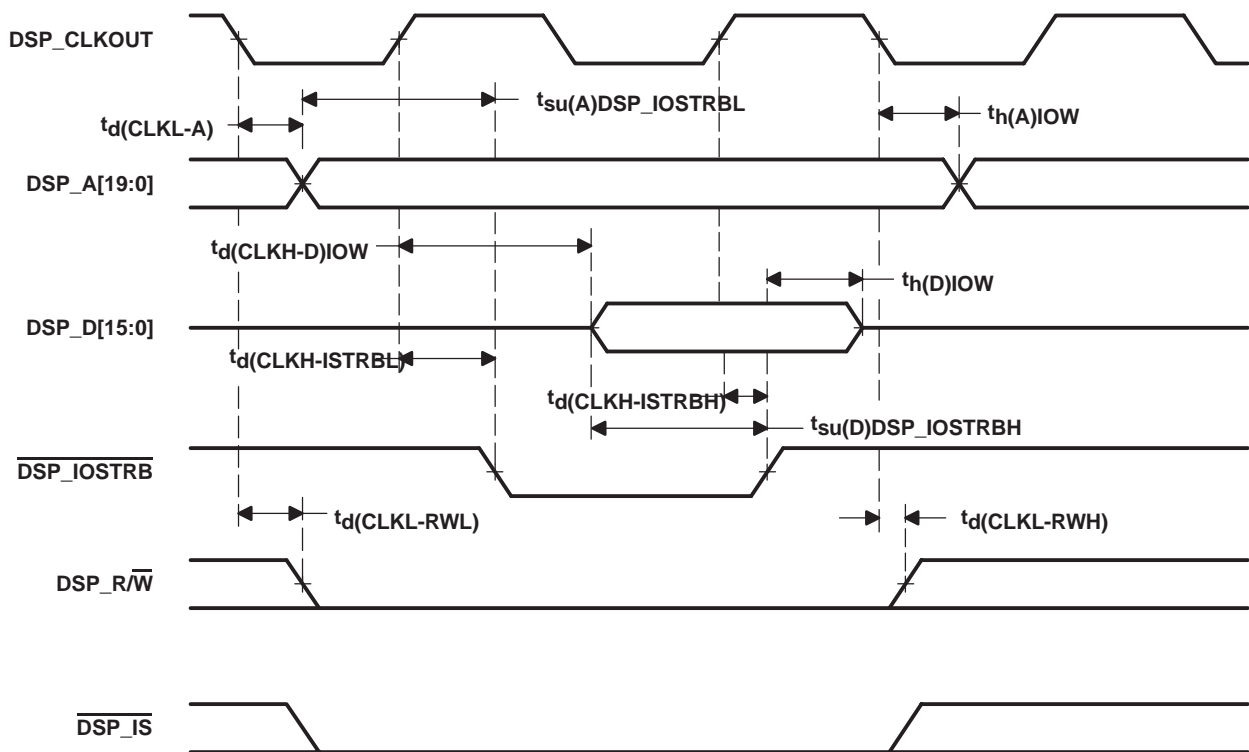 DSP_CLKOUT
tsu(A)DSP_IOSTRBL
td(CLKL-A)
th(A)IOW
DSP_A[19:0]
td(CLKH-D)IOW
th(D)IOW
DSP_D[15:0]
td(CLKH-ISTRBL)
td(CLKH-ISTRBH)
tsu(D)DSP_IOSTRBH
DSP_IOSTRB
td(CLKL-RWL)
td(CLKL-RWH)
DSP_R/W
DSP_IS